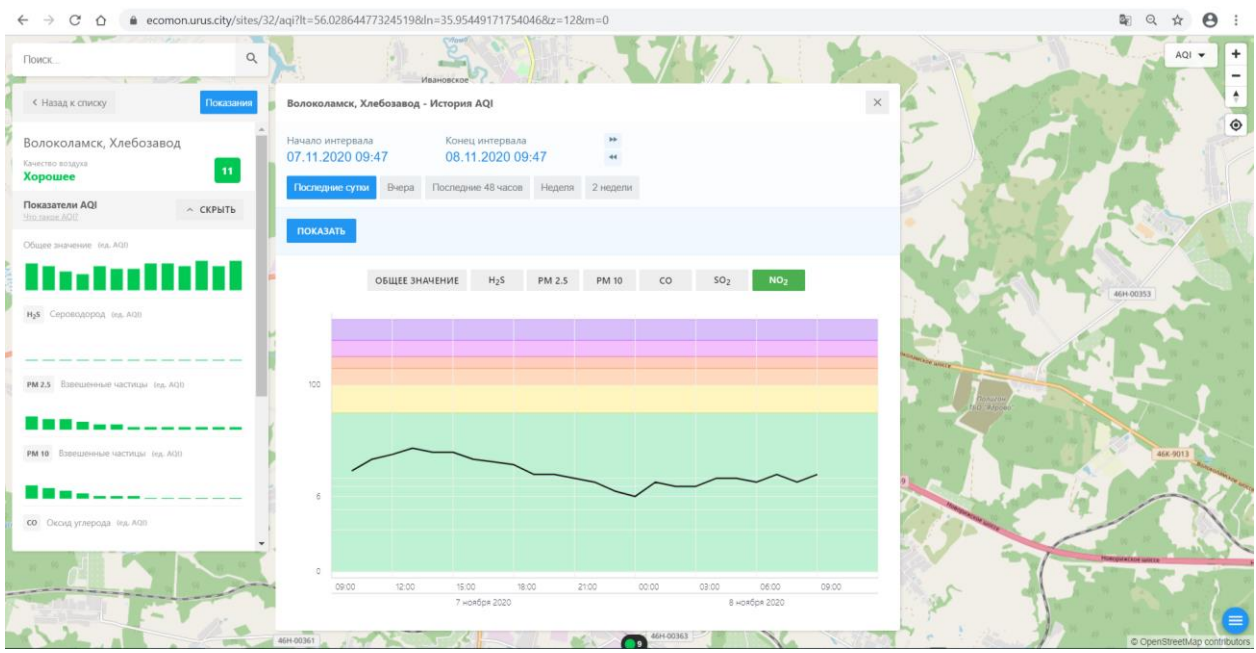 ecomon.urus.city/sites/32/aqi?lt=56.02864477324519&ln=35.95449171754046&z=12&m=0
Поиск...
AQI
Ивановское
Назад к списку
Показания
Волоколамск, Хлебозавод
Качество воздуха
Хорошее
11
Показатели AQI
Что такое AQI?
СКРЫТЬ
Общее значение (ед. AQI)
H2S Сероводород (ед. AQI)
PM 2.5 Взвешенные частицы (ед. AQI)
PM 10 Взвешенные частицы (ед. AQI)
CO Оксид углерода (ед. AQI)
Волоколамск, Хлебозавод - История AQI
Начало интервала
Конец интервала
07.11.2020 09:47
08.11.2020 09:47
Последние сутки
Вчера
Последние 48 часов
Неделя
2 недели
ПОКАЗАТЬ
ОБЩЕЕ ЗНАЧЕНИЕ
H2S
PM 2.5
PM 10
CO
SO2
NO2
100
6
0
09:00 12:00 15:00 18:00 21:00 00:00 03:00 06:00 09:00
7 ноября 2020
8 ноября 2020
46Н-00353
Полигон
ТБО "Ядрово"
46К-9013
Новорижское шоссе
Новорижское шоссе
46Н-00361
9
46Н-00363
© OpenStreetMap contributors